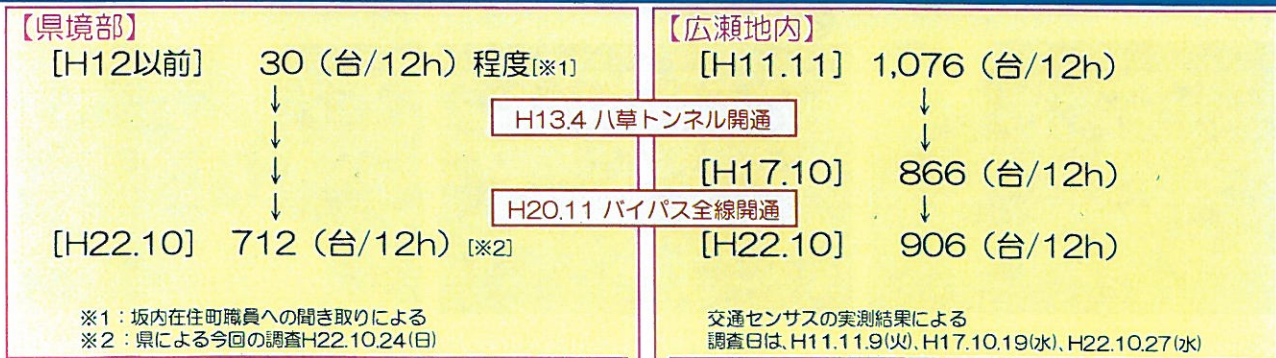 【県境部】
[H12以前] 30（台/12h）程度[※1]
↓
↓
↓
↓
[H22.10] 712（台/12h）[※2]
※1：坂内在住町職員への聞き取りによる
※2：県による今回の調査H22.10.24(日)
H13.4 八草トンネル開通
H20.11 バイパス全線開通
【広瀬地内】
[H11.11] 1,076（台/12h）
↓
↓
[H17.10] 866（台/12h）
↓
[H22.10] 906（台/12h）
交通センサスの実測結果による
調査日は、H11.11.9(火)、H17.10.19(水)、H22.10.27(水)